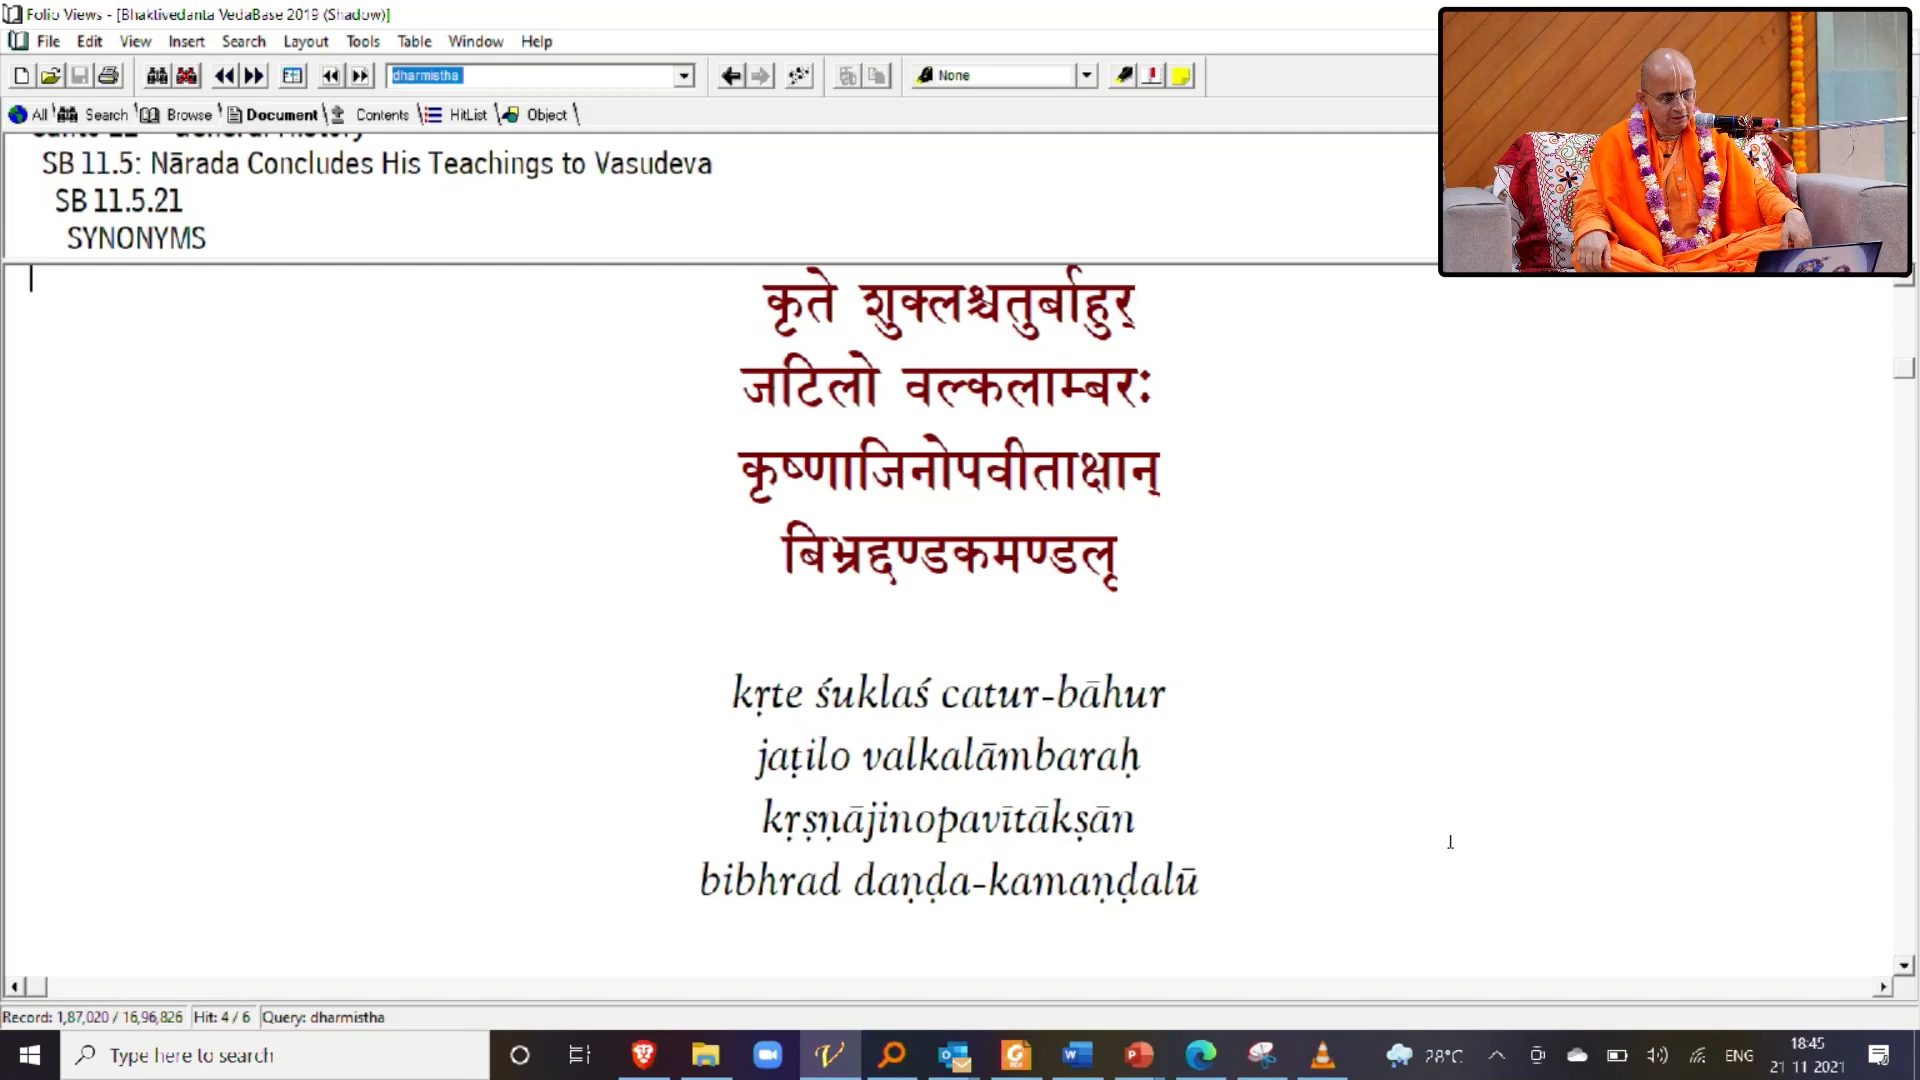 Folio Views - [Bhaktivedanta VedaBase 2019 (Shadow)]
File Edit View Insert Search Layout Tools Table Window Help
dharmistha
None
All Search Browse Document Contents HitList Object
SB 11.5: Nārada Concludes His Teachings to Vasudeva
SB 11.5.21
SYNONYMS
कृते शुक्लश्चतुर्बाहुर्
जटिलो वल्कलाम्बरः
कृष्णाजिनोपवीताक्षान्
बिभ्रद्दण्डकमण्डलू
kṛte śuklaś catur-bāhur
jaṭilo valkalāmbaraḥ
kṛṣṇājinopavītākṣān
bibhrad daṇḍa-kamaṇḍalū
Record: 1,87,020 / 16,96,826 Hit: 4 / 6 Query: dharmistha
Type here to search
28°C
ENG
18:45
21-11-2021